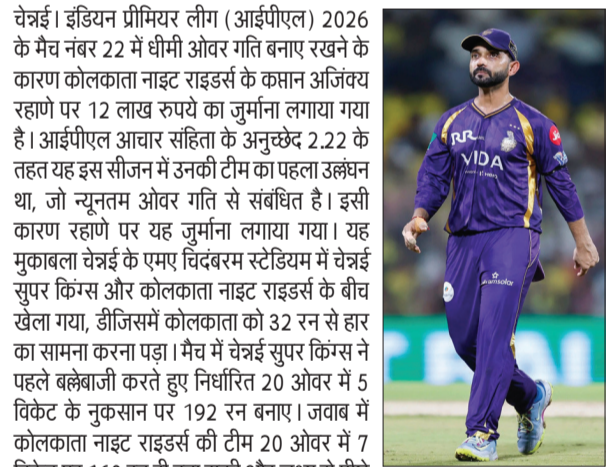 चेन्नई। इंडियन प्रीमियर लीग (आईपीएल) 2026
के मैच नंबर 22 में धीमी ओवर गति बनाए रखने के
कारण कोलकाता नाइट राइडर्स के कप्तान अजिंक्य
रहाणे पर 12 लाख रुपये का जुर्माना लगाया गया
है। आईपीएल आचार संहिता के अनुच्छेद 2.22 के
तहत यह इस सीजन में उनकी टीम का पहला उल्लंघन
था, जो न्यूनतम ओवर गति से संबंधित है। इसी
कारण रहाणे पर यह जुर्माना लगाया गया। यह
मुकाबला चेन्नई के एमए चिदंबरम स्टेडियम में चेन्नई
सुपर किंग्स और कोलकाता नाइट राइडर्स के बीच
खेला गया, डीजिसमें कोलकाता को 32 रन से हार
का सामना करना पड़ा। मैच में चेन्नई सुपर किंग्स ने
पहले बल्लेबाजी करते हुए निर्धारित 20 ओवर में 5
विकेट के नुकसान पर 192 रन बनाए। जवाब में
कोलकाता नाइट राइडर्स की टीम 20 ओवर में 7
RR
VIDA